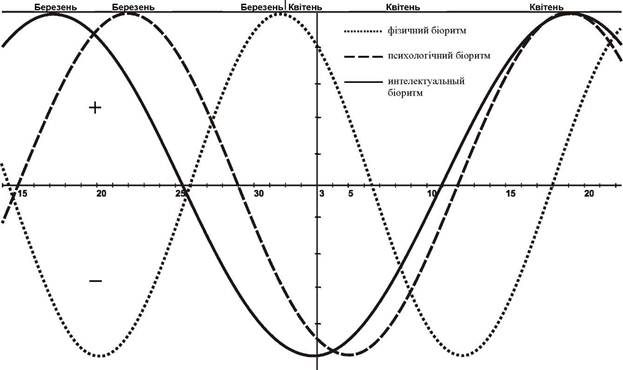 Березень Березень Березень Квітень Квітень Квітень
фізичний біоритм
психологічний біоритм
интелектуальный
біоритм
+
15 20 25 30 3 5 10 15 20
−